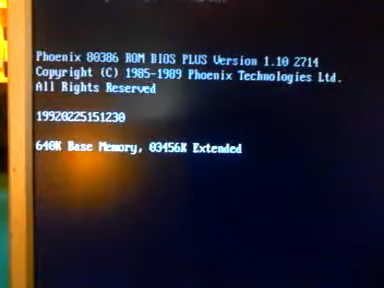 Phoenix 80386 ROM BIOS PLUS Version 1.10 2714
Copyright (C) 1985-1989 Phoenix Technologies Ltd.
All Rights Reserved
19920225151230
640K Base Memory, 03456K Extended